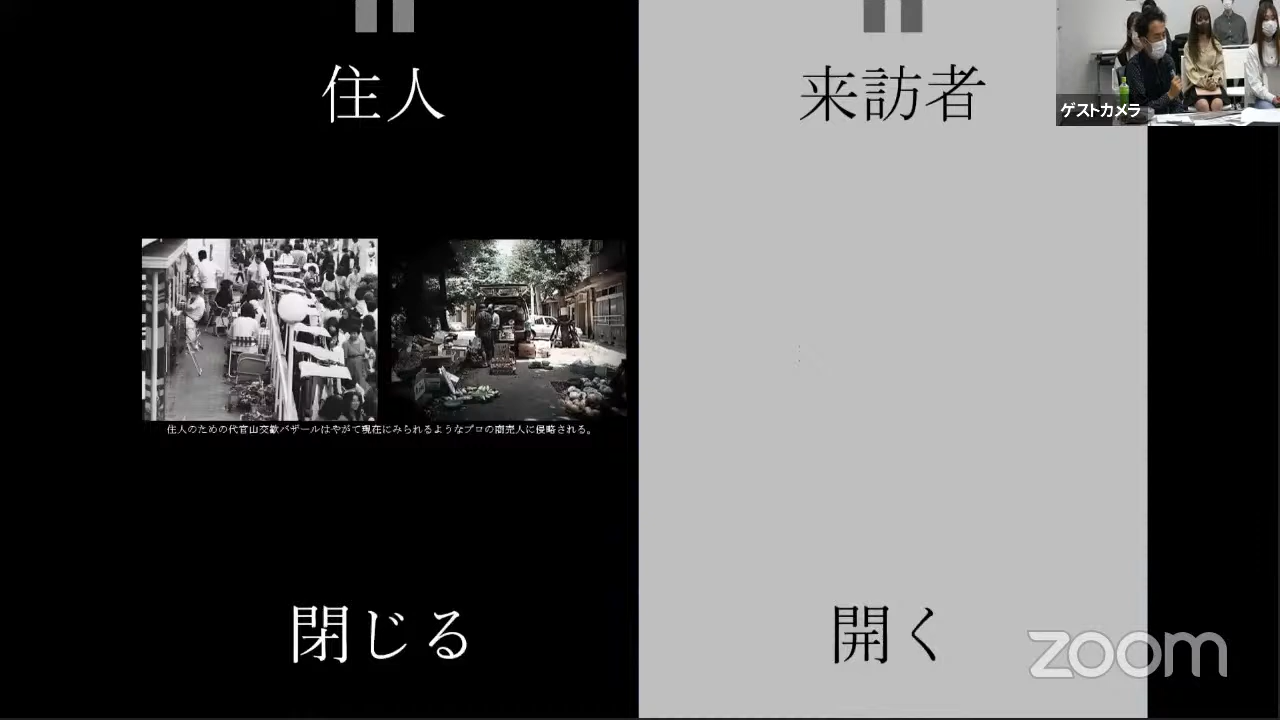 住人
来訪者
ゲストカメラ
住人のための代官山交歓バザールはやがて現在にみられるようなプロの商売人に侵略される。
閉じる
開く
zoom